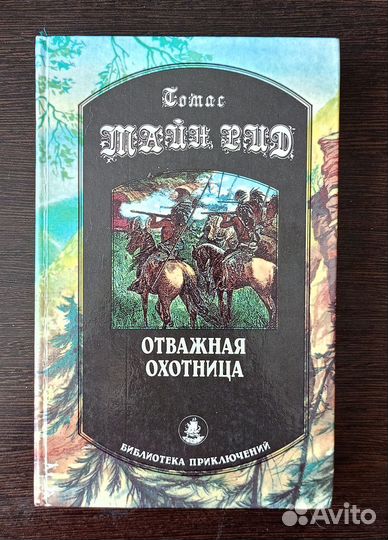 Томас
МАЙН РИД
ОТВАЖНАЯ
ОХОТНИЦА
БИБЛИОТЕКА ПРИКЛЮЧЕНИЙ
Avito